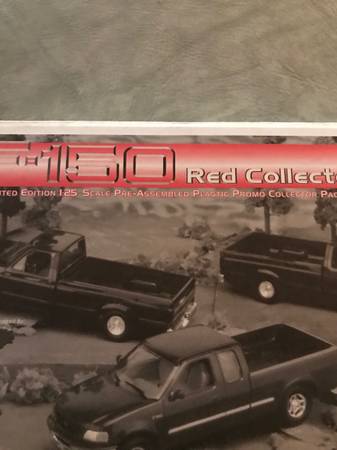 F-150 Red Collecto
ITED EDITION 1:25 SCALE PRE-ASSEMBLED PLASTIC PROMO COLLECTOR PAC